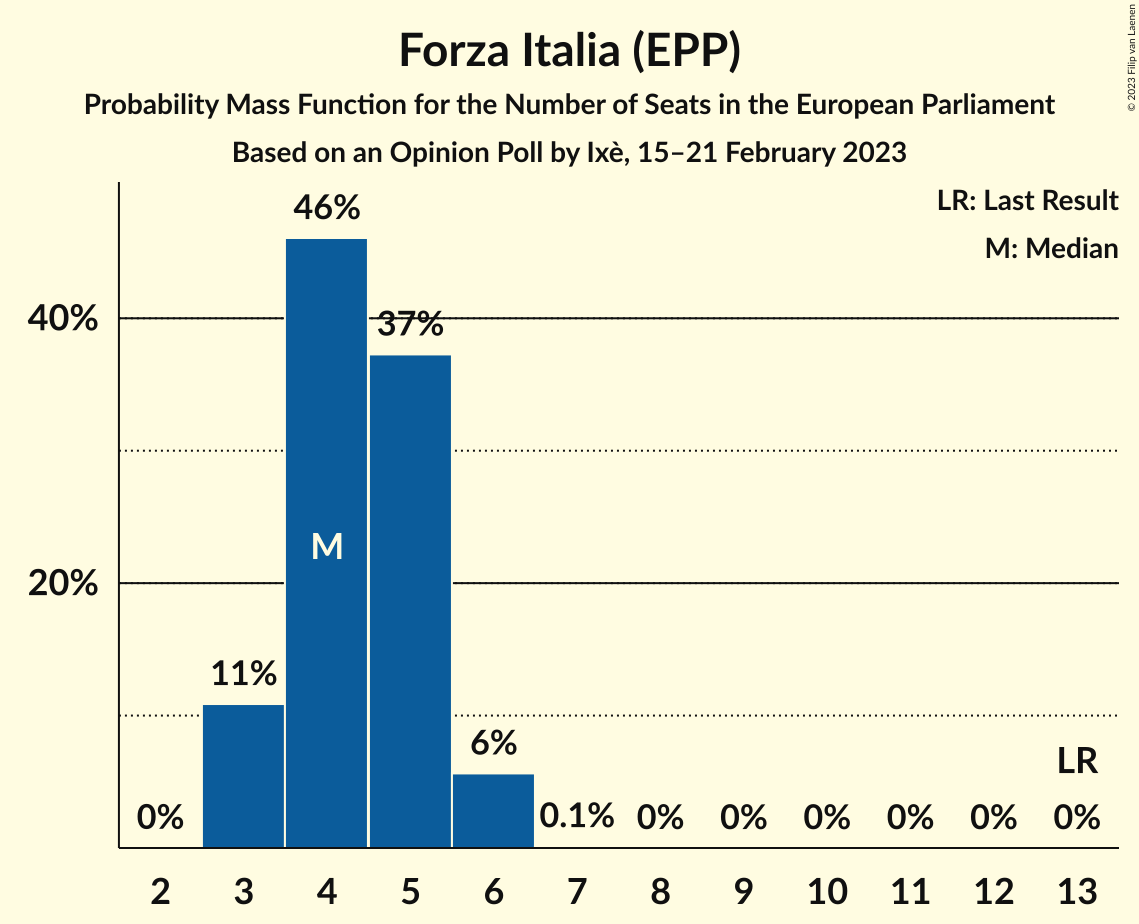 Forza Italia (EPP)
Probability Mass Function for the Number of Seats in the European Parliament
Based on an Opinion Poll by Ixè, 15–21 February 2023
© 2023 Filip van Laenen
LR: Last Result
M: Median
46%
40%
37%
M
20%
11%
6%
LR
0%
0.1%
0%
0%
0%
0%
0%
0%
2 3 4 5 6 7 8 9 10 11 12 13